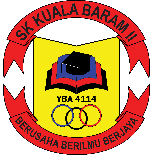 SK KUALA BARAM II
YBA 4114
BERUSAHA BERILMU BERJAYA